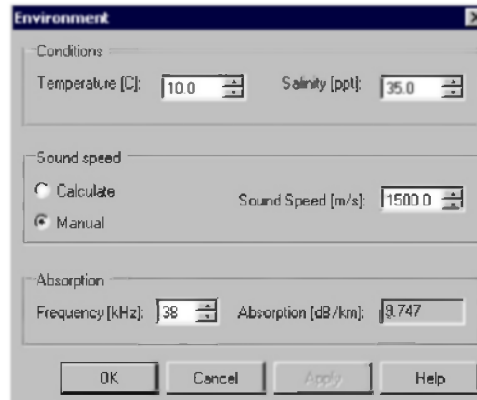 Environment
Conditions
Temperature [C]: 10.0 Salinity [ppt]: 35.0
Sound speed
Calculate
Sound Speed [m/s]: 1500.0
Manual
Absorption
Frequency [kHz]: 38 Absorption [dB/km]: 9.747
OK Cancel Apply Help